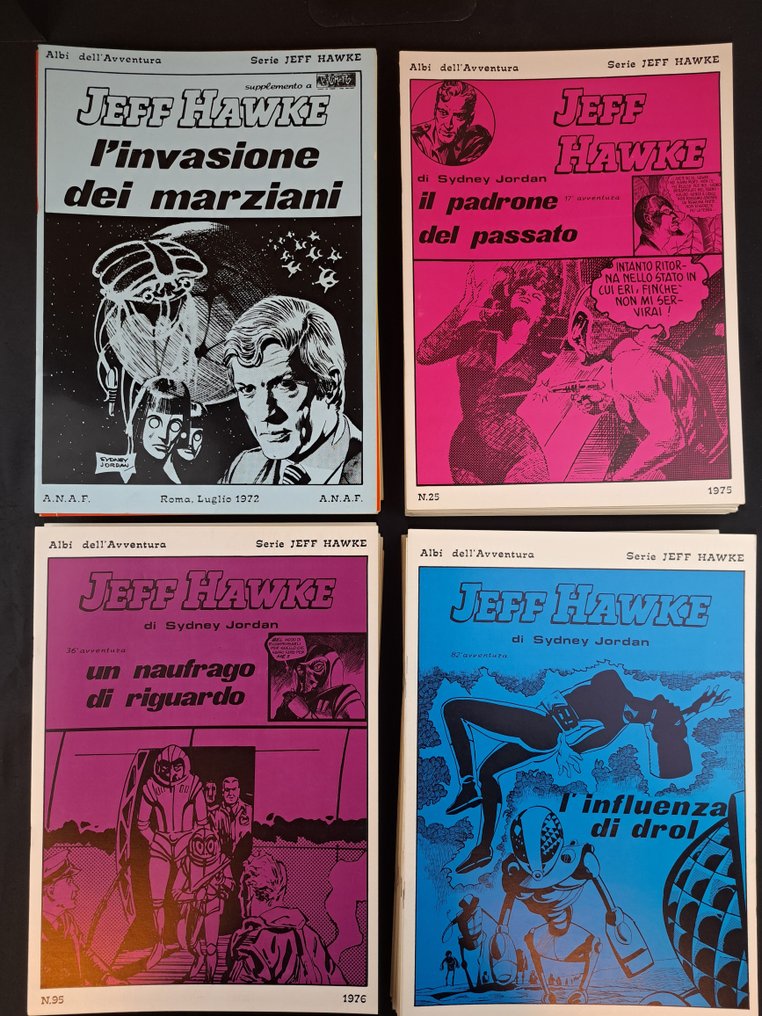 Albi dell'Avventura Serie JEFF HAWKE
supplemento a
JEFF HAWKE
l'invasione
dei marziani
SYDNEY
JORDAN
A.N.A.F. Roma, Luglio 1972 A.N.A.F.
Albi dell'Avventura Serie JEFF HAWKE
JEFF
HAWKE
di Sydney Jordan
il padrone 17ª avventura
del passato
INTANTO RITOR-
NA NELLO STATO IN
CUI ERI, FINCHE'
NON MI SER-
VIRAI!
N.25 1975
Albi dell'Avventura Serie JEFF HAWKE
JEFF HAWKE
di Sydney Jordan
36ª avventura
un naufrago
di riguardo
N.95 1976
Albi dell'Avventura Serie JEFF HAWKE
JEFF HAWKE
di Sydney Jordan
82ª avventura
l'influenza
di drol